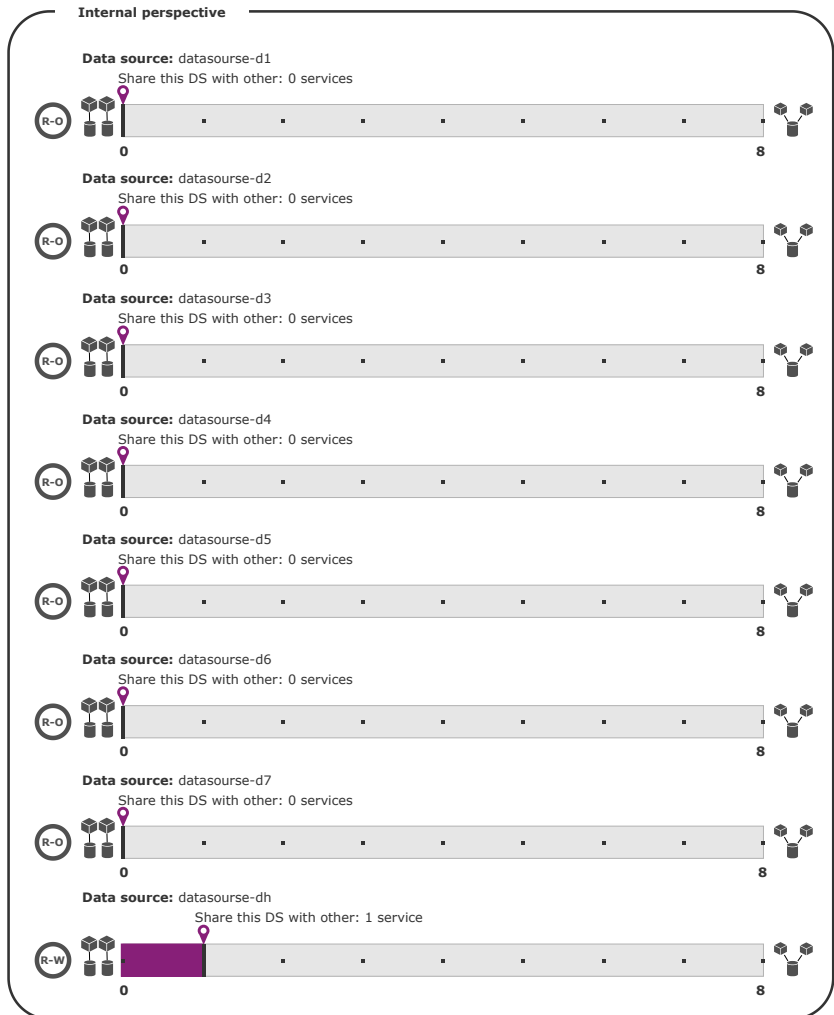 Internal perspective
Data source: datasourse-d1
Share this DS with other: 0 services
R-O
0 8
Data source: datasourse-d2
Share this DS with other: 0 services
R-O
0 8
Data source: datasourse-d3
Share this DS with other: 0 services
R-O
0 8
Data source: datasourse-d4
Share this DS with other: 0 services
R-O
0 8
Data source: datasourse-d5
Share this DS with other: 0 services
R-O
0 8
Data source: datasourse-d6
Share this DS with other: 0 services
R-O
0 8
Data source: datasourse-d7
Share this DS with other: 0 services
R-O
0 8
Data source: datasourse-dh
Share this DS with other: 1 service
R-W
0 8